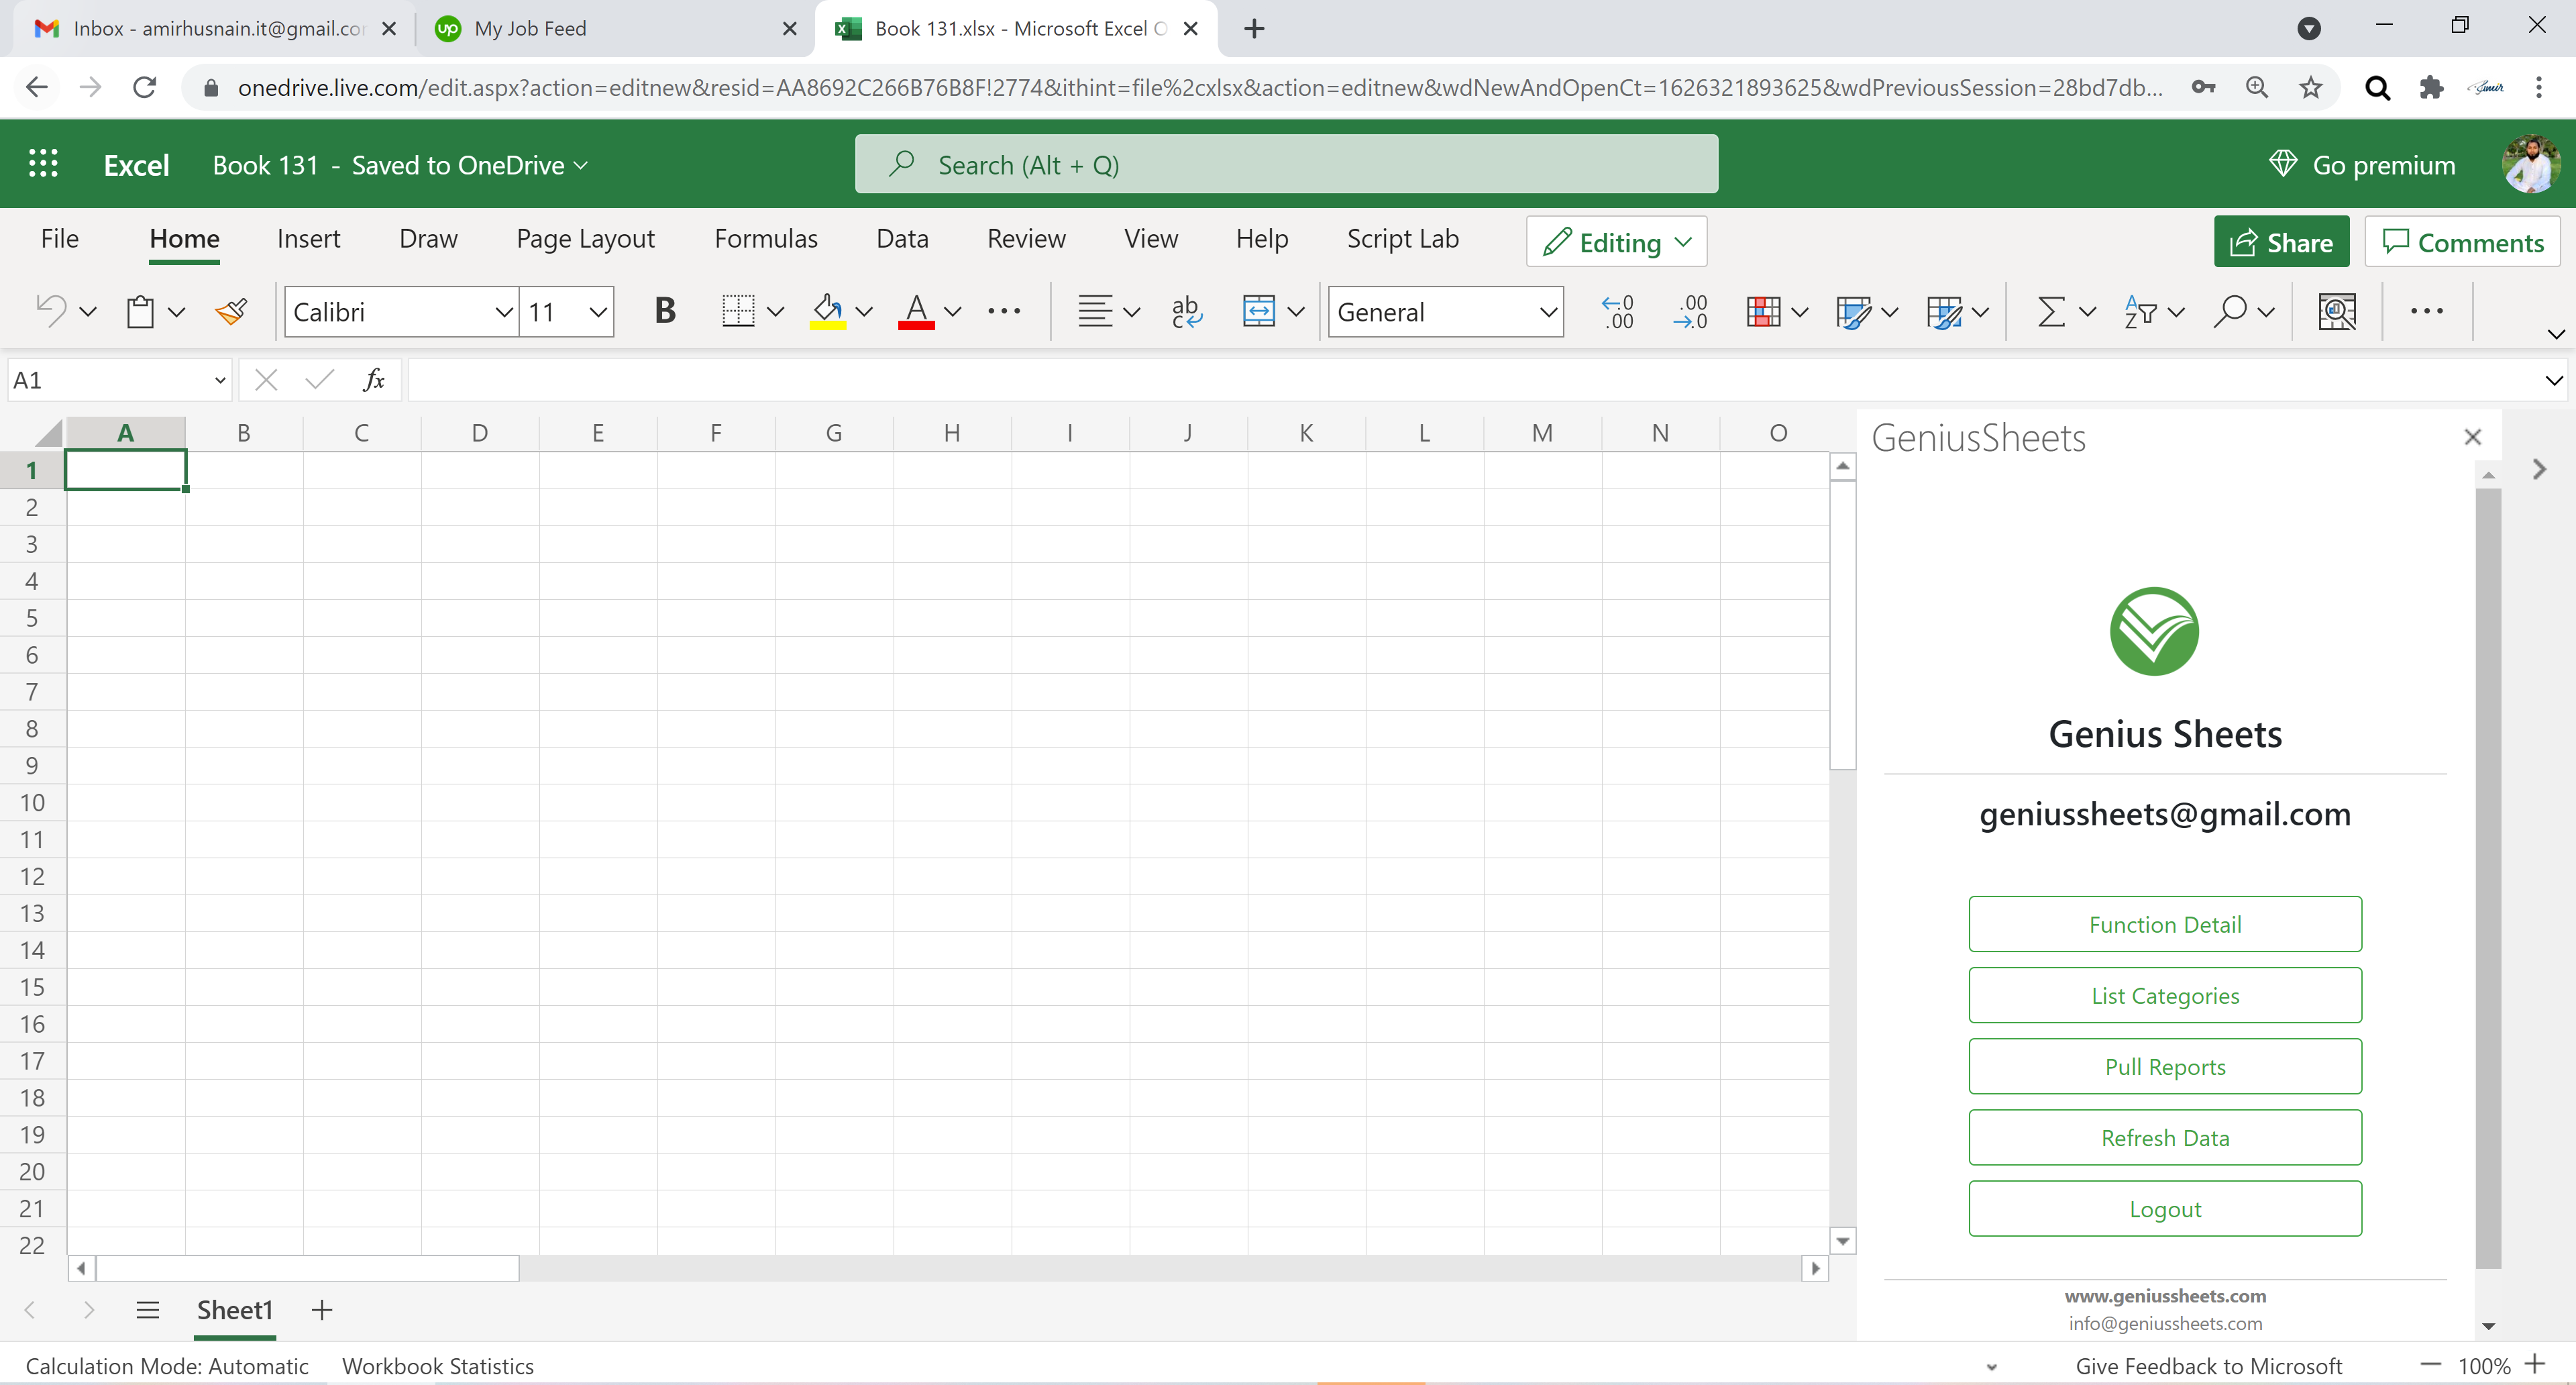 Inbox - amirhusnain.it@gmail.co
My Job Feed
Book 131.xlsx - Microsoft Excel O
onedrive.live.com/edit.aspx?action=editnew&resid=AA8692C266B76B8F!2774&ithint=file%2cxlsx&action=editnew&wdNewAndOpenCt=1626321893625&wdPreviousSession=28bd7db...
Excel
Book 131 - Saved to OneDrive
Search (Alt + Q)
Go premium
File Home Insert Draw Page Layout Formulas Data Review View Help Script Lab
Editing
Share
Comments
Calibri
11
B
A
ab
c
General
.0
.00
.00
.0
A
Z
A1
fx
A B C D E F G H I J K L M N O
1
2
3
4
5
6
7
8
9
10
11
12
13
14
15
16
17
18
19
20
21
22
GeniusSheets
Genius Sheets
geniussheets@gmail.com
Function Detail
List Categories
Pull Reports
Refresh Data
Logout
www.geniussheets.com
info@geniussheets.com
Sheet1
Calculation Mode: Automatic
Workbook Statistics
Give Feedback to Microsoft
100%